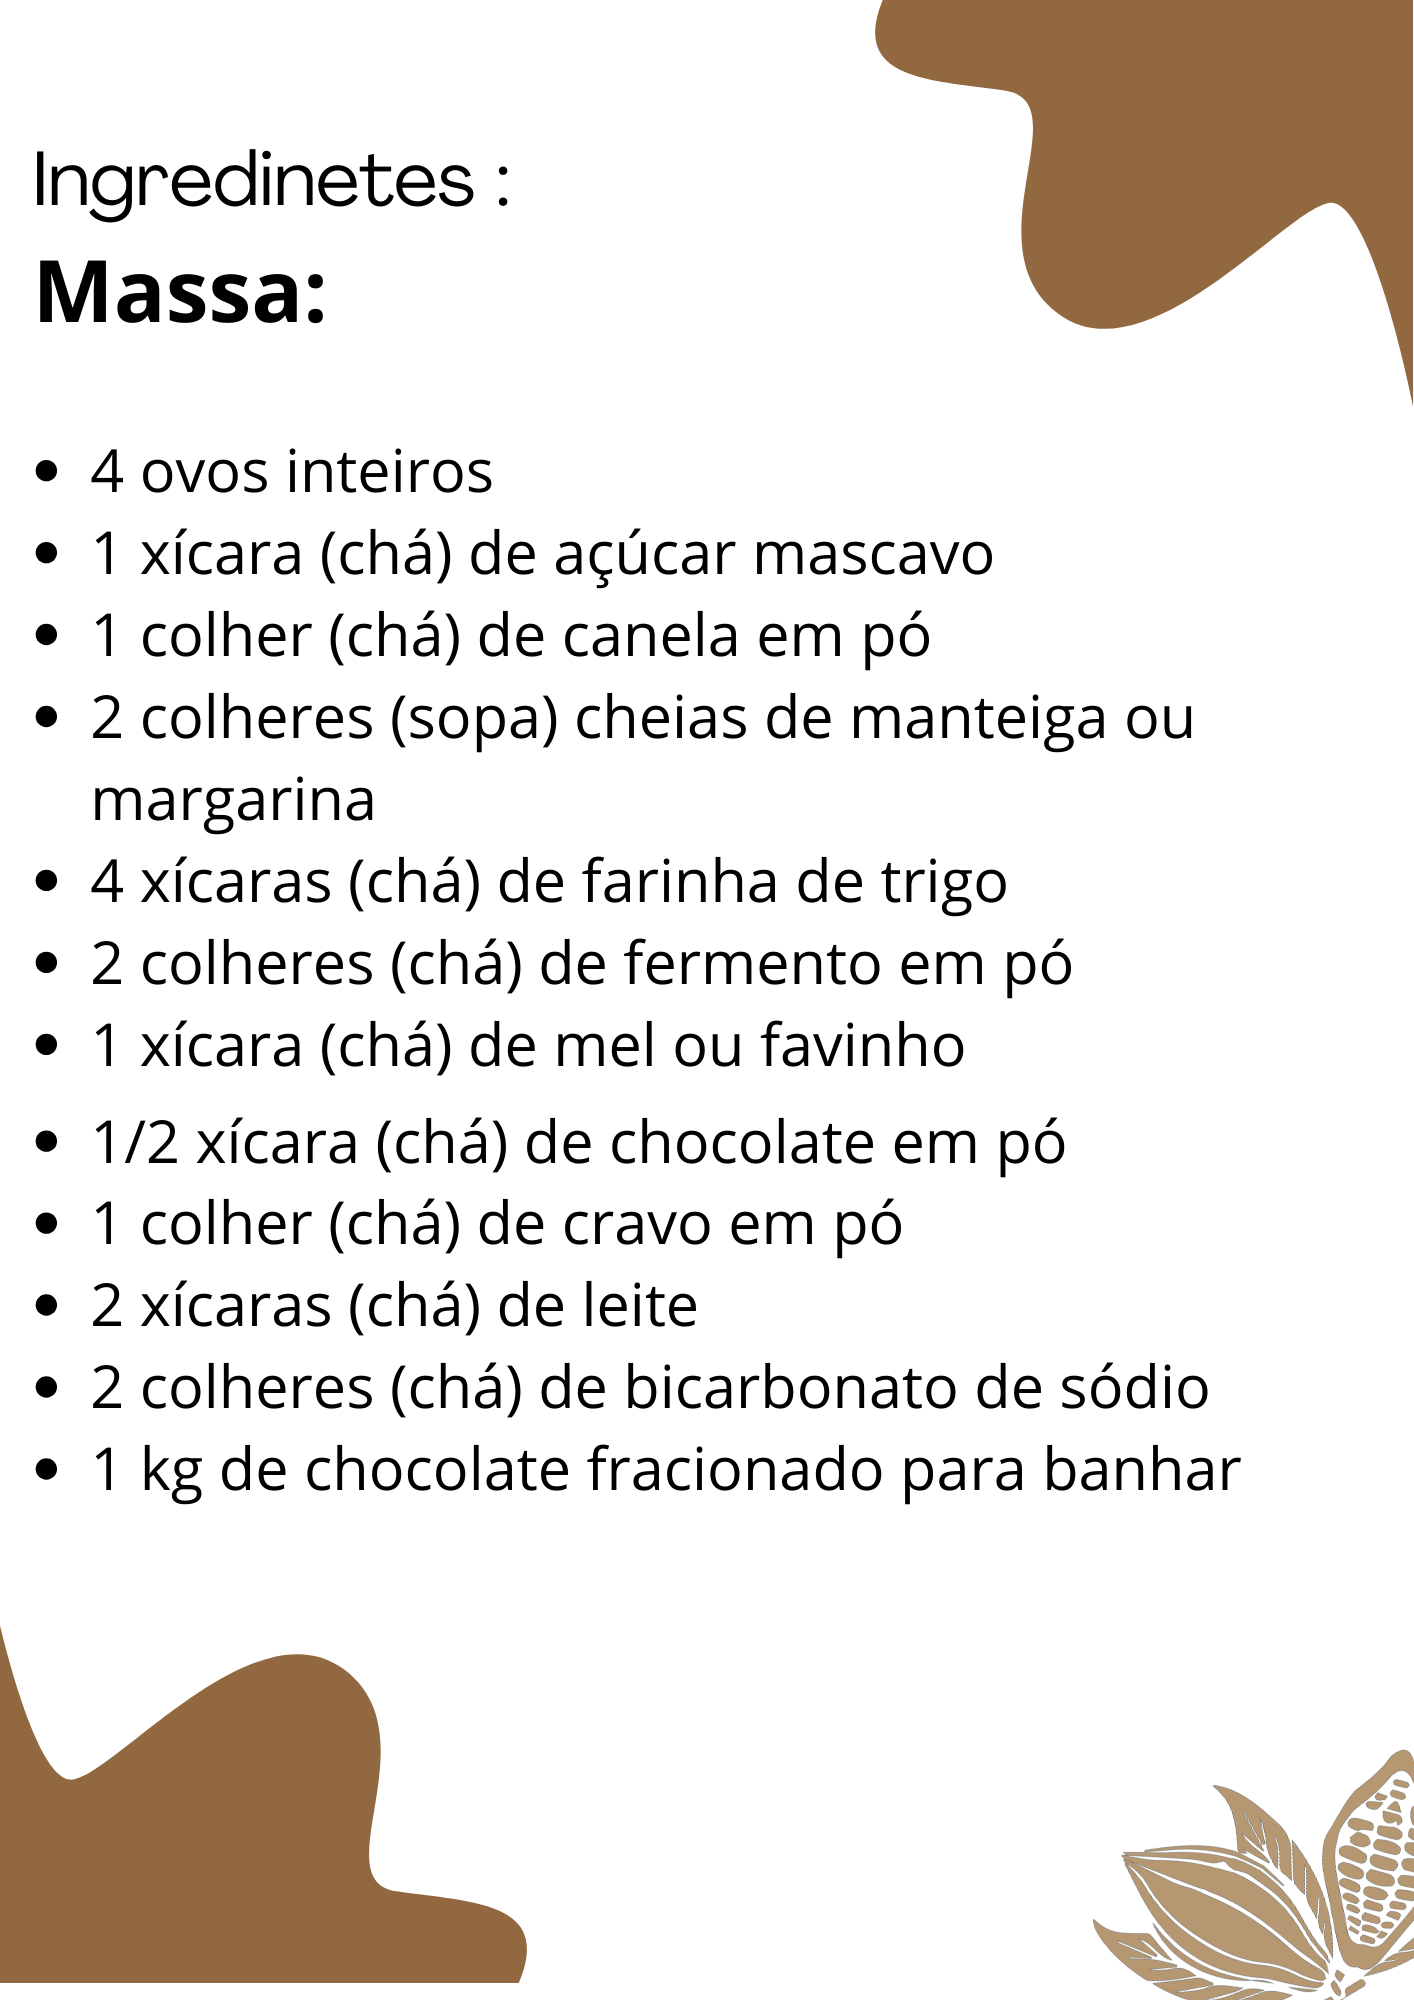 Ingredinetes :
Massa:
• 4 ovos inteiros
• 1 xícara (chá) de açúcar mascavo
• 1 colher (chá) de canela em pó
• 2 colheres (sopa) cheias de manteiga ou
margarina
• 4 xícaras (chá) de farinha de trigo
• 2 colheres (chá) de fermento em pó
• 1 xícara (chá) de mel ou favinho
• 1/2 xícara (chá) de chocolate em pó
• 1 colher (chá) de cravo em pó
• 2 xícaras (chá) de leite
• 2 colheres (chá) de bicarbonato de sódio
• 1 kg de chocolate fracionado para banhar